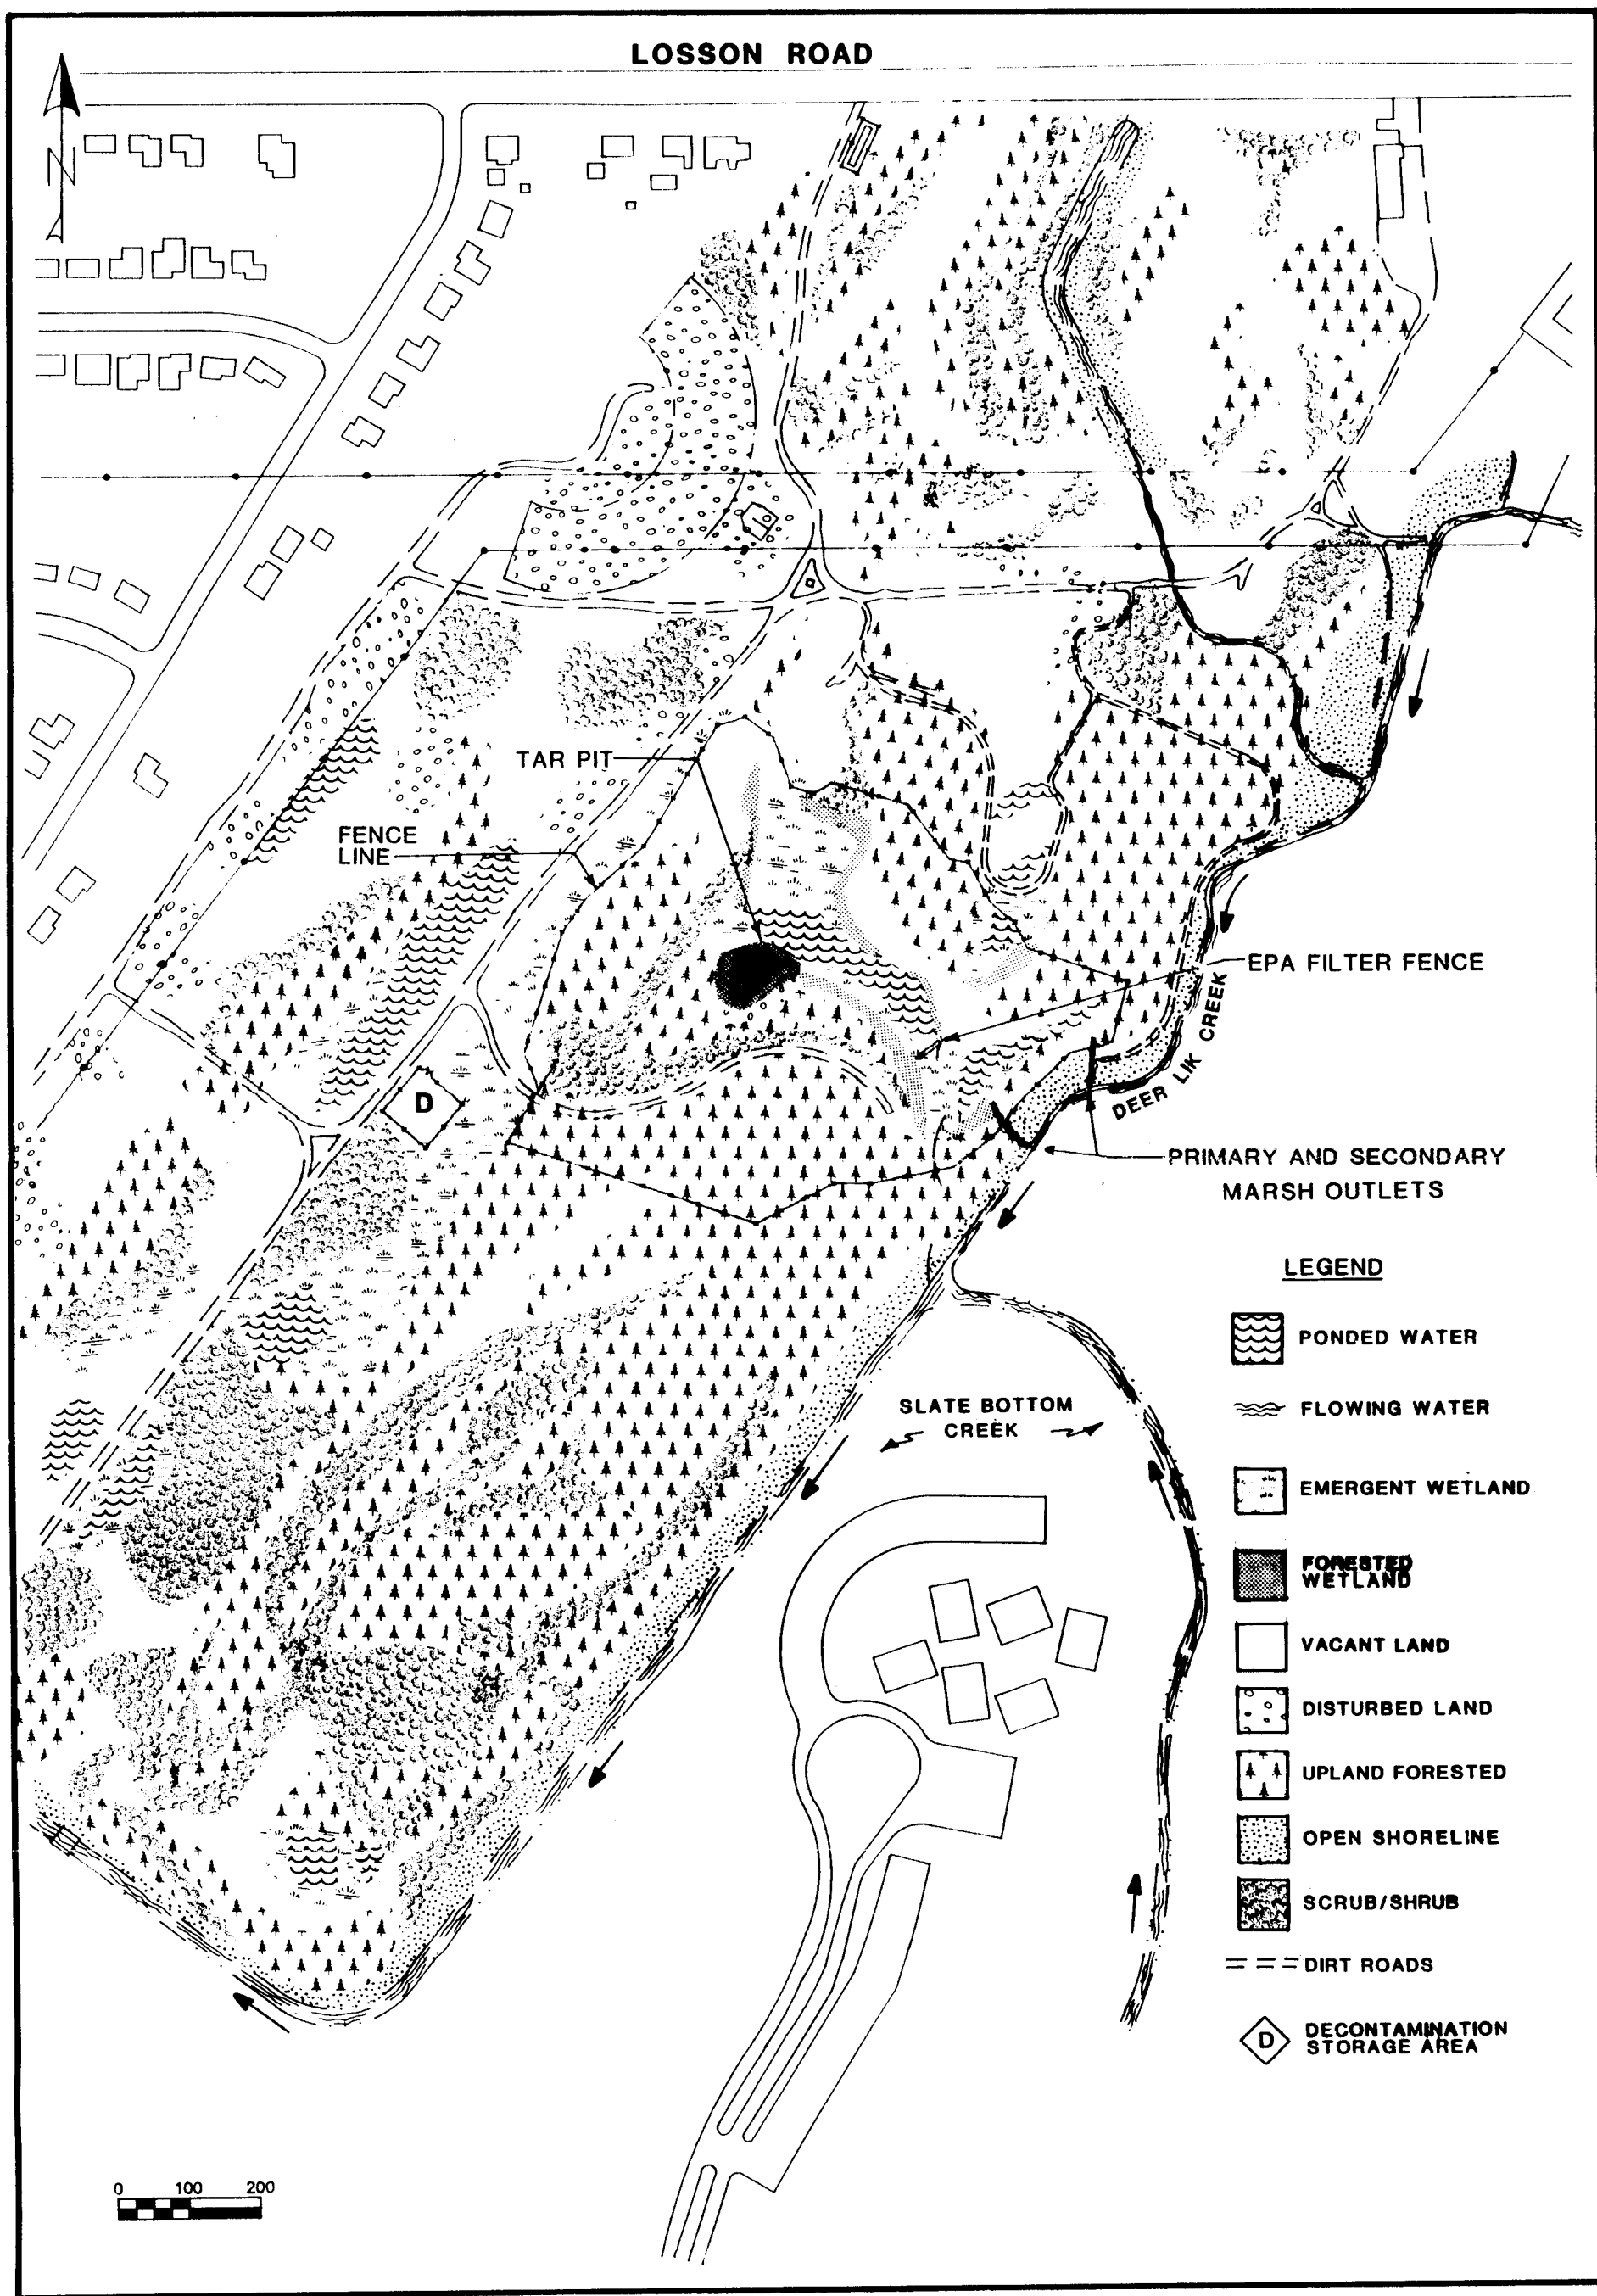 LOSSON ROAD
N
TAR PIT
FENCE
LINE
EPA FILTER FENCE
DEER LIK CREEK
D
PRIMARY AND SECONDARY
MARSH OUTLETS
LEGEND
PONDED WATER
SLATE BOTTOM
CREEK
FLOWING WATER
EMERGENT WETLAND
FORESTED
WETLAND
VACANT LAND
DISTURBED LAND
UPLAND FORESTED
OPEN SHORELINE
SCRUB/SHRUB
DIRT ROADS
D
DECONTAMINATION
STORAGE AREA
0 100 200